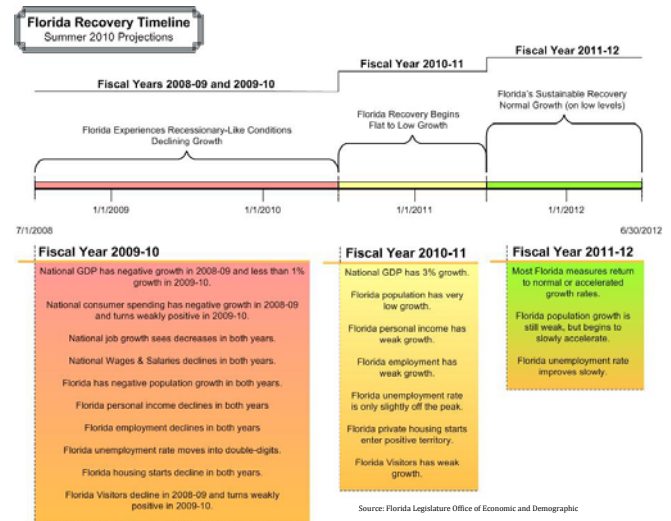 Florida Recovery Timeline
Summer 2010 Projections
Fiscal Years 2008-09 and 2009-10
Fiscal Year 2010-11
Fiscal Year 2011-12
Florida Experiences Recessionary-Like Conditions
Declining Growth
Florida Recovery Begins
Flat to Low Growth
Florida's Sustainable Recovery
Normal Growth (on low levels)
1/1/2009
1/1/2010
1/1/2011
1/1/2012
7/1/2008
6/30/2012
Fiscal Year 2009-10
National GDP has negative growth in 2008-09 and less than 1%
growth in 2009-10.
National consumer spending has negative growth in 2008-09
and turns weakly positive in 2009-10.
National job growth sees decreases in both years.
National Wages & Salaries declines in both years.
Florida has negative population growth in both years.
Florida personal income declines in both years
Florida employment declines in both years
Florida unemployment rate moves into double-digits.
Florida housing starts decline in both years.
Florida Visitors decline in 2008-09 and turns weakly
positive in 2009-10.
Fiscal Year 2010-11
National GDP has 3% growth.
Florida population has very
low growth.
Florida personal income has
weak growth.
Florida employment has
weak growth.
Florida unemployment rate
is only slightly off the peak.
Florida private housing starts
enter positive territory.
Florida Visitors has weak
growth.
Fiscal Year 2011-12
Most Florida measures return
to normal or accelerated
growth rates.
Florida population growth is
still weak, but begins to
slowly accelerate.
Florida unemployment rate
improves slowly.
Source: Florida Legislature Office of Economic and Demographic